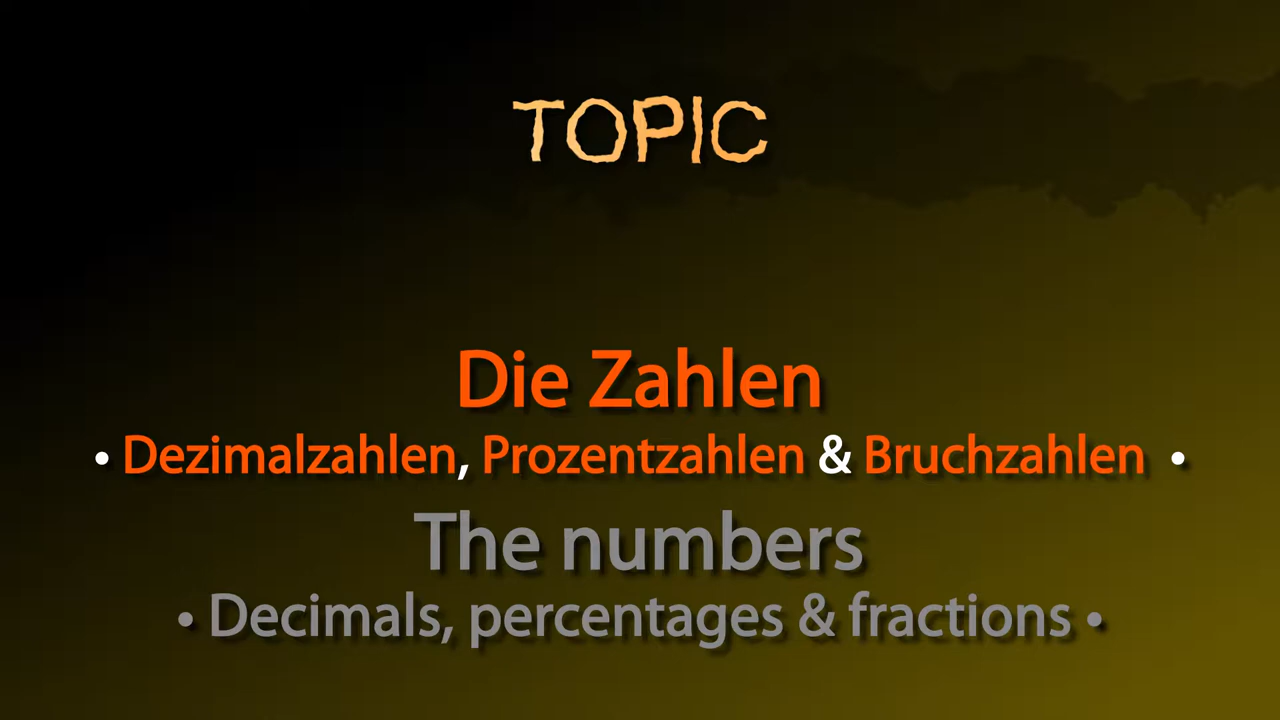 TOPIC
Die Zahlen
• Dezimalzahlen, Prozentzahlen & Bruchzahlen •
The numbers
• Decimals, percentages & fractions •